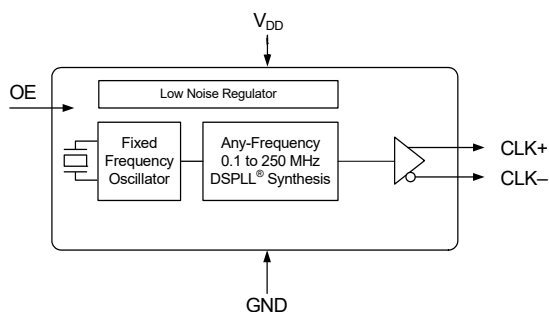 V_DD
OE
Low Noise Regulator
Fixed
Frequency
Oscillator
Any-Frequency
0.1 to 250 MHz
DSPLL® Synthesis
CLK+
CLK–
GND